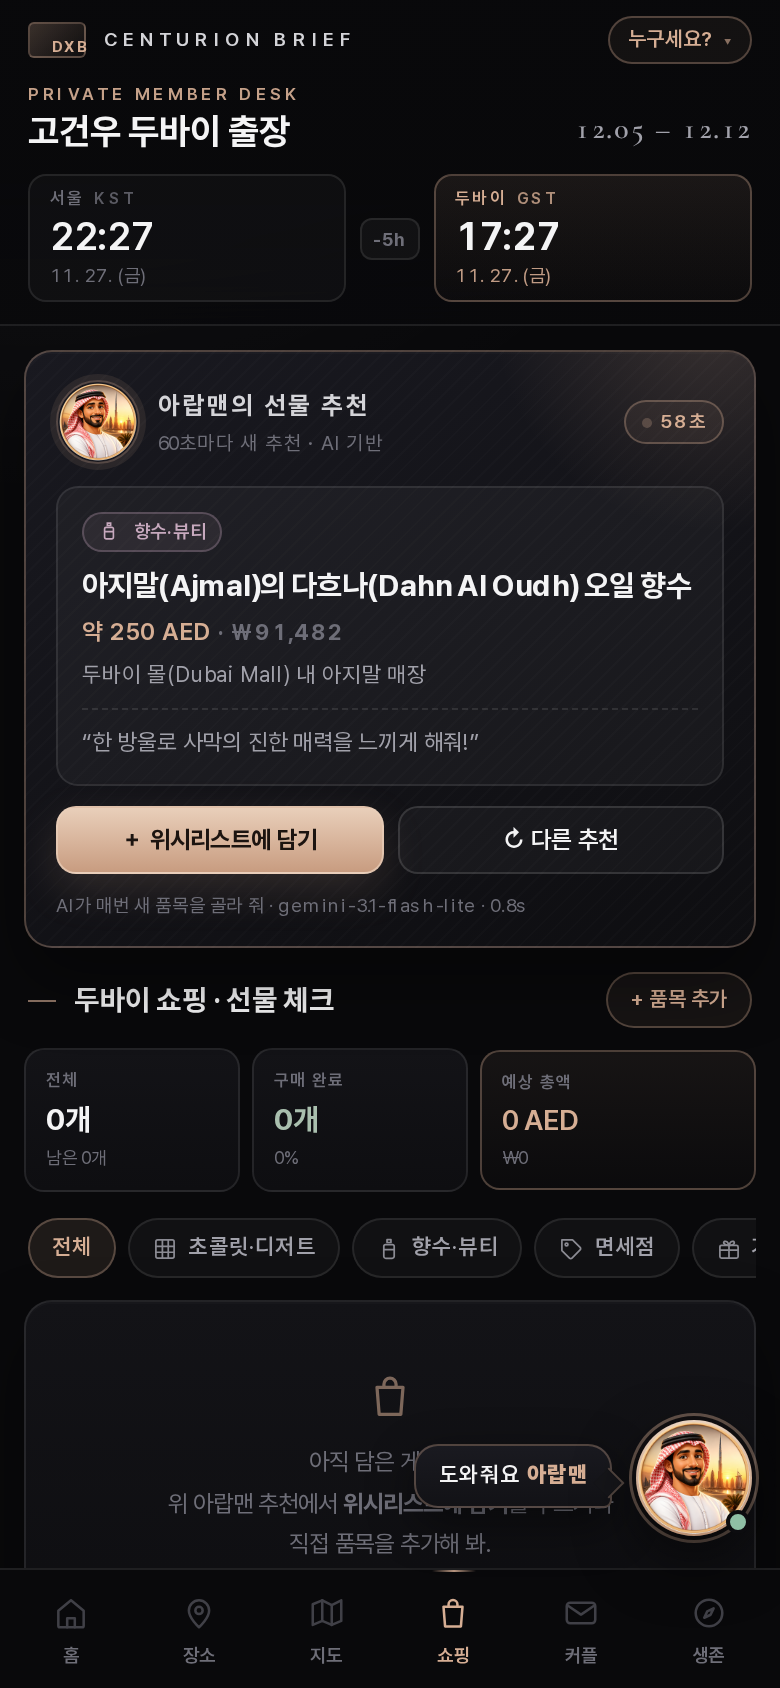 DXB CENTURION BRIEF
누구세요? ▾
PRIVATE MEMBER DESK
고건우 두바이 출장
12.05 — 12.12
서울 KST
22:27
11. 27. (금)
-5h
두바이 GST
17:27
11. 27. (금)
아랍맨의 선물 추천
60초마다 새 추천 · AI 기반
58초
향수·뷰티
아지말(Ajmal)의 다흐나(Dahn Al Oudh) 오일 향수
약 250 AED · ₩91,482
두바이 몰(Dubai Mall) 내 아지말 매장
“한 방울로 사막의 진한 매력을 느끼게 해줘!”
+ 위시리스트에 담기
↻ 다른 추천
AI가 매번 새 품목을 골라 줘 · gemini-3.1-flash-lite · 0.8s
두바이 쇼핑 · 선물 체크
+ 품목 추가
전체
0개
남은 0개
구매 완료
0개
0%
예상 총액
0 AED
₩0
전체
초콜릿·디저트
향수·뷰티
면세점
아직 담은 게
도와줘요 아랍맨
위 아랍맨 추천에서 위시리스트에
직접 품목을 추가해 봐.
홈
장소
지도
쇼핑
커플
생존